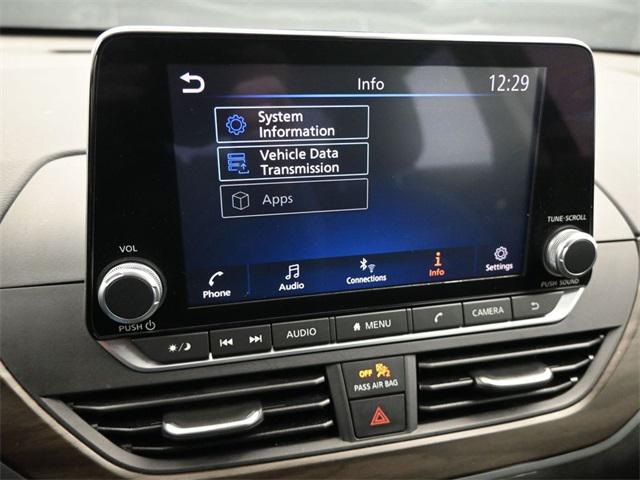 Info
12:29
System
Information
Vehicle Data
Transmission
Apps
Phone
Audio
Connections
Info
Settings
VOL
PUSH
TUNE·SCROLL
PUSH SOUND
AUDIO
MENU
CAMERA
OFF
2
PASS AIR BAG